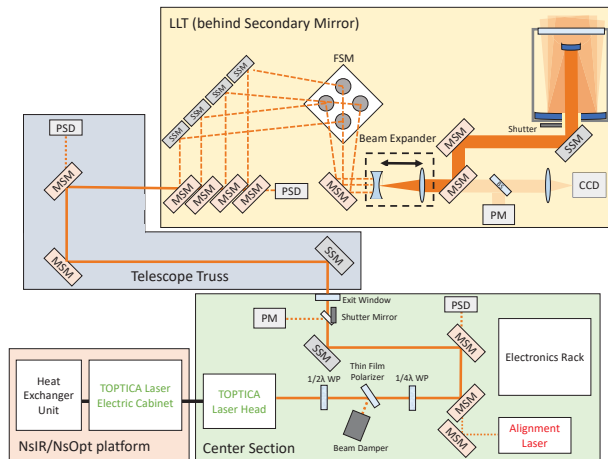 LLT (behind Secondary Mirror)
FSM
SSM
SSM
SSM
SSM
Beam Expander
Shutter
MSM
SSM
PSD
MSM
MSM
MSM
MSM
MSM
PSD
MSM
MSM
BS
CCD
PM
MSM
SSM
Telescope Truss
Exit Window
PM
Shutter Mirror
PSD
SSM
MSM
Electronics Rack
Thin Film
Polarizer
1/2λ WP
1/4λ WP
Heat
Exchanger
Unit
TOPTICA Laser
Electric Cabinet
TOPTICA
Laser Head
MSM
MSM
Alignment
Laser
Beam Damper
NsIR/NsOpt platform
Center Section